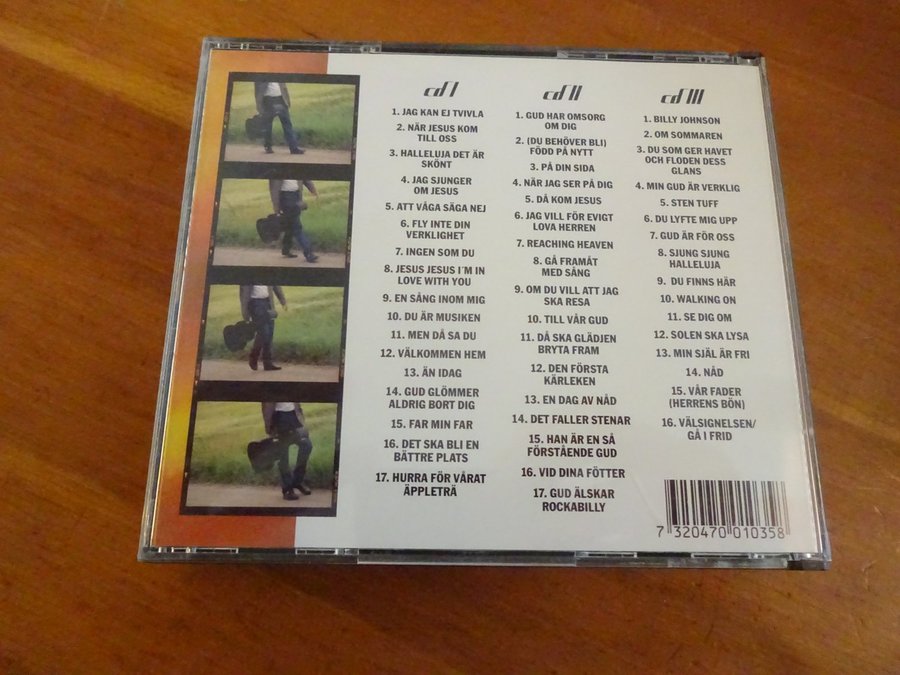 cd I
1. JAG KAN EJ TVIVLA
2. NÄR JESUS KOM
TILL OSS
3. HALLELUJA DET ÄR
SKÖNT
4. JAG SJUNGER
OM JESUS
5. ATT VÅGA SÄGA NEJ
6. FLY INTE DIN
VERKLIGHET
7. INGEN SOM DU
8. JESUS JESUS I´M IN
LOVE WITH YOU
9. EN SÅNG INOM MIG
10. DU ÄR MUSIKEN
11. MEN DÅ SA DU
12. VÄLKOMMEN HEM
13. ÄN IDAG
14. GUD GLÖMMER
ALDRIG BORT DIG
15. FAR MIN FAR
16. DET SKA BLI EN
BÄTTRE PLATS
17. HURRA FÖR VÅRAT
ÄPPLETRÄ
cd II
1. GUD HAR OMSORG
OM DIG
2. (DU BEHÖVER BLI)
FÖDD PÅ NYTT
3. PÅ DIN SIDA
4. NÄR JAG SER PÅ DIG
5. DÅ KOM JESUS
6. JAG VILL FÖR EVIGT
LOVA HERREN
7. REACHING HEAVEN
8. GÅ FRAMÅT
MED SÅNG
9. OM DU VILL ATT JAG
SKA RESA
10. TILL VÅR GUD
11. DÅ SKA GLÄDJEN
BRYTA FRAM
12. DEN FÖRSTA
KÄRLEKEN
13. EN DAG AV NÅD
14. DET FALLER STENAR
15. HAN ÄR EN SÅ
FÖRSTÅENDE GUD
16. VID DINA FÖTTER
17. GUD ÄLSKAR
ROCKABILLY
cd III
1. BILLY JOHNSON
2. OM SOMMAREN
3. DU SOM GER HAVET
OCH FLODEN DESS
GLANS
4. MIN GUD ÄR VERKLIG
5. STEN TUFF
6. DU LYFTE MIG UPP
7. GUD ÄR FÖR OSS
8. SJUNG SJUNG
HALLELUJA
9. DU FINNS HÄR
10. WALKING ON
11. SE DIG OM
12. SOLEN SKA LYSA
13. MIN SJÄL ÄR FRI
14. NÅD
15. VÅR FADER
(HERRENS BÖN)
16. VÄLSIGNELSEN/
GÅ I FRID
7 320470 010358